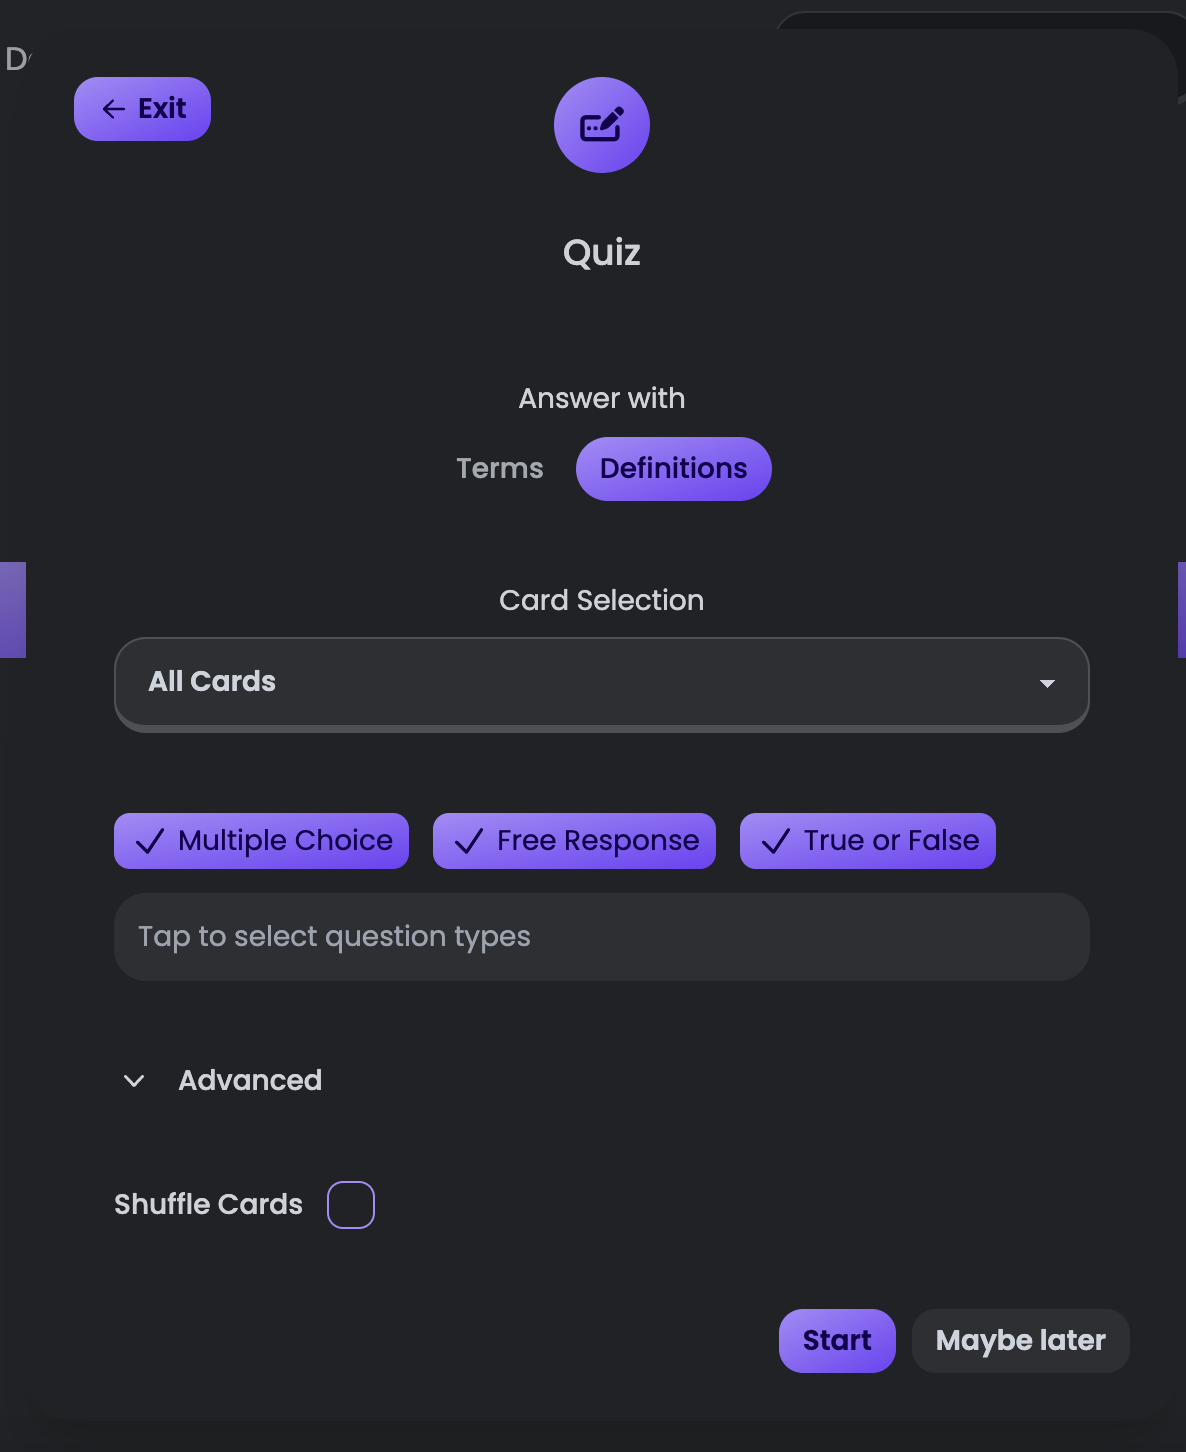 Exit
Quiz
Answer with
Terms Definitions
Card Selection
All Cards
Multiple Choice Free Response True or False
Tap to select question types
Advanced
Shuffle Cards
Start Maybe later